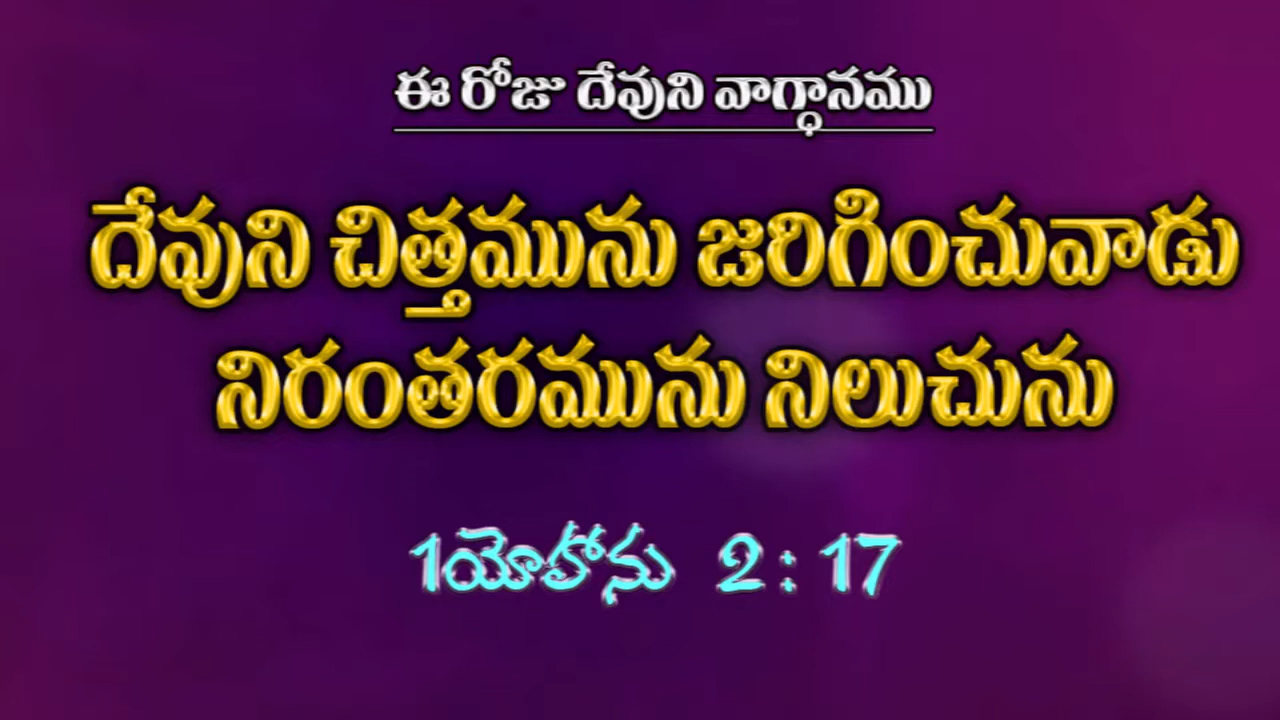 ఈ రోజు దేవుని వాగ్ధానము
దేవుని చిత్తమును జరిగించువాడు
నిరంతరమును నిలుచును
1యోహాను 2 : 17